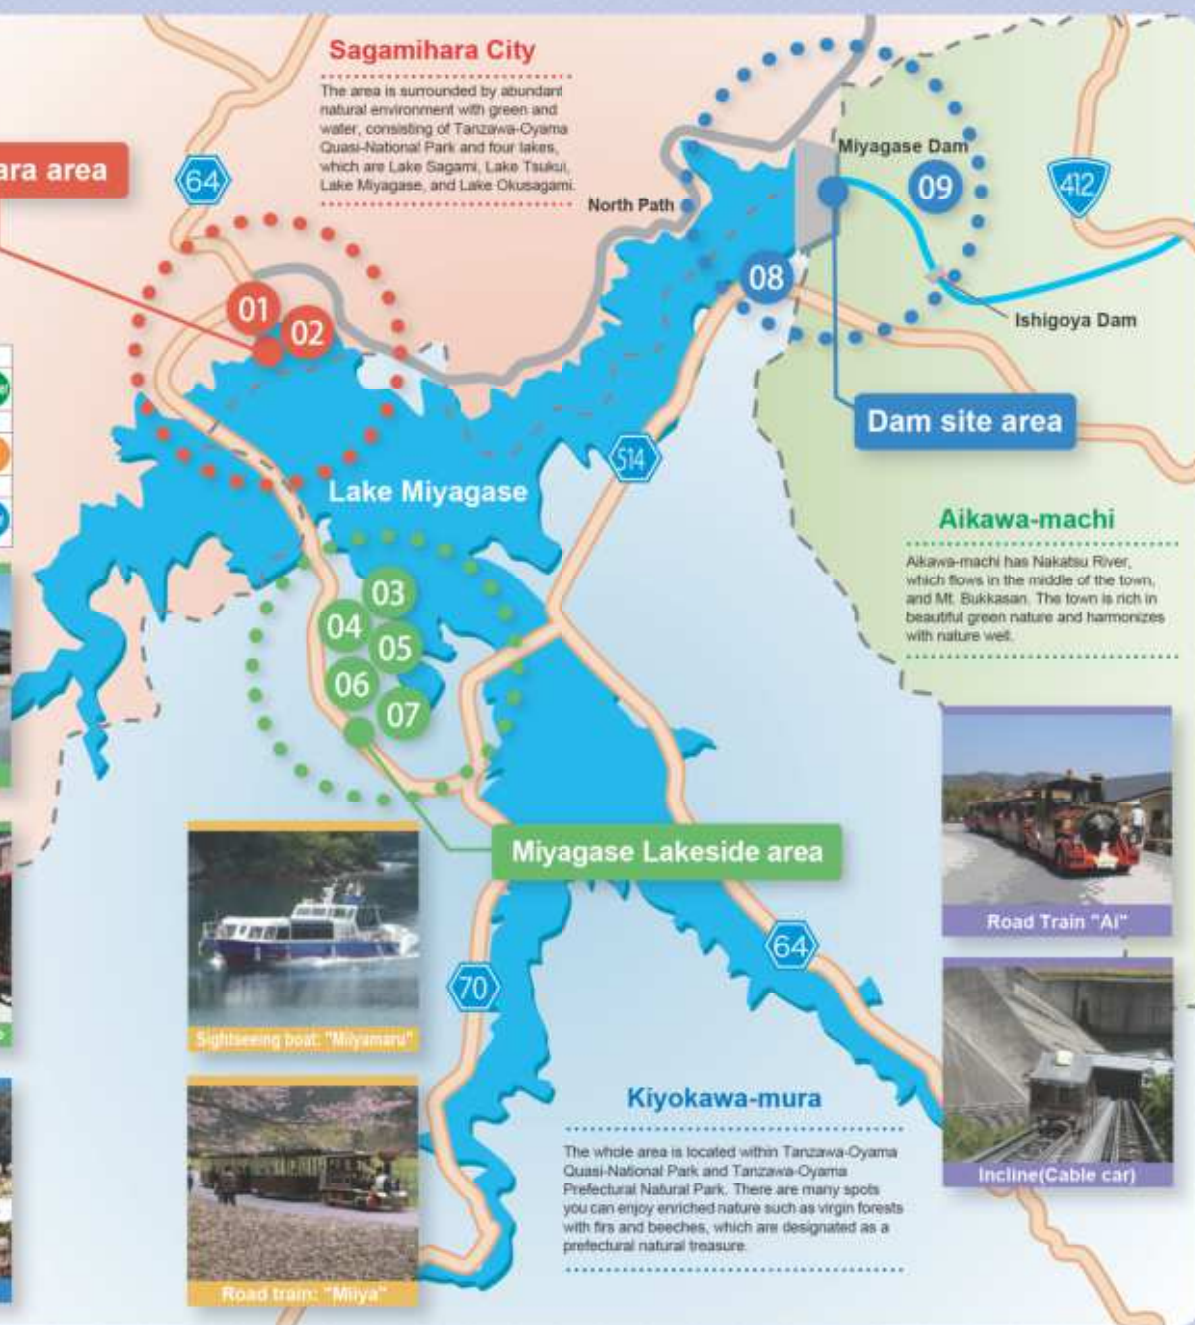 Sagamihara City
The area is surrounded by abundant
natural environment with green and
water, consisting of Tanzawa-Oyama
Quasi-National Park and four lakes,
which are Lake Sagami, Lake Tsukui,
Lake Miyagase, and Lake Okusagami.
ara area
64
North Path
Miyagase Dam
09
412
08
01
02
Ishigoya Dam
Dam site area
514
Lake Miyagase
Aikawa-machi
Aikawa-machi has Nakatsu River,
which flows in the middle of the town,
and Mt. Bukkasan. The town is rich in
beautiful green nature and harmonizes
with nature well.
03
04
05
06
07
Miyagase Lakeside area
Road Train "Ai"
64
70
Sightseeing boat: "Miiyamaru"
Kiyokawa-mura
The whole area is located within Tanzawa-Oyama
Quasi-National Park and Tanzawa-Oyama
Prefectural Natural Park. There are many spots
you can enjoy enriched nature such as virgin forests
with firs and beeches, which are designated as a
prefectural natural treasure.
Incline(Cable car)
Road train: "Miiya"